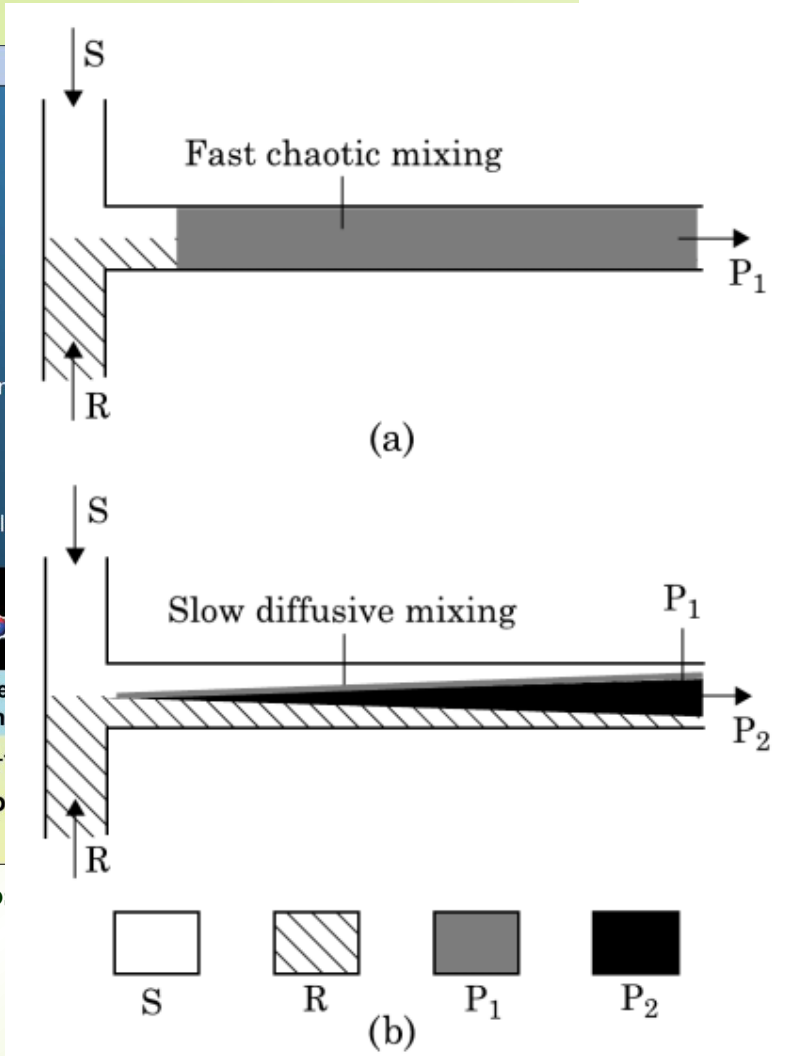 S
Fast chaotic mixing
P₁
R
(a)
S
Slow diffusive mixing
P₁
P₂
R
S
R
P₁
P₂
(b)